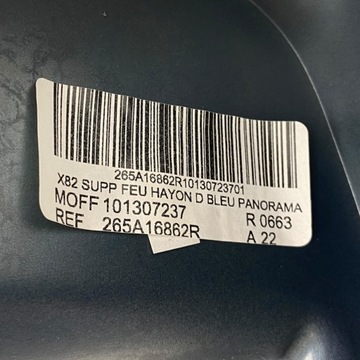 265A16862R10130723701
X82 SUPP FEU HAYON D BLEU PANORAMA
MOFF 101307237 R 0663
REF 265A16862R A 22